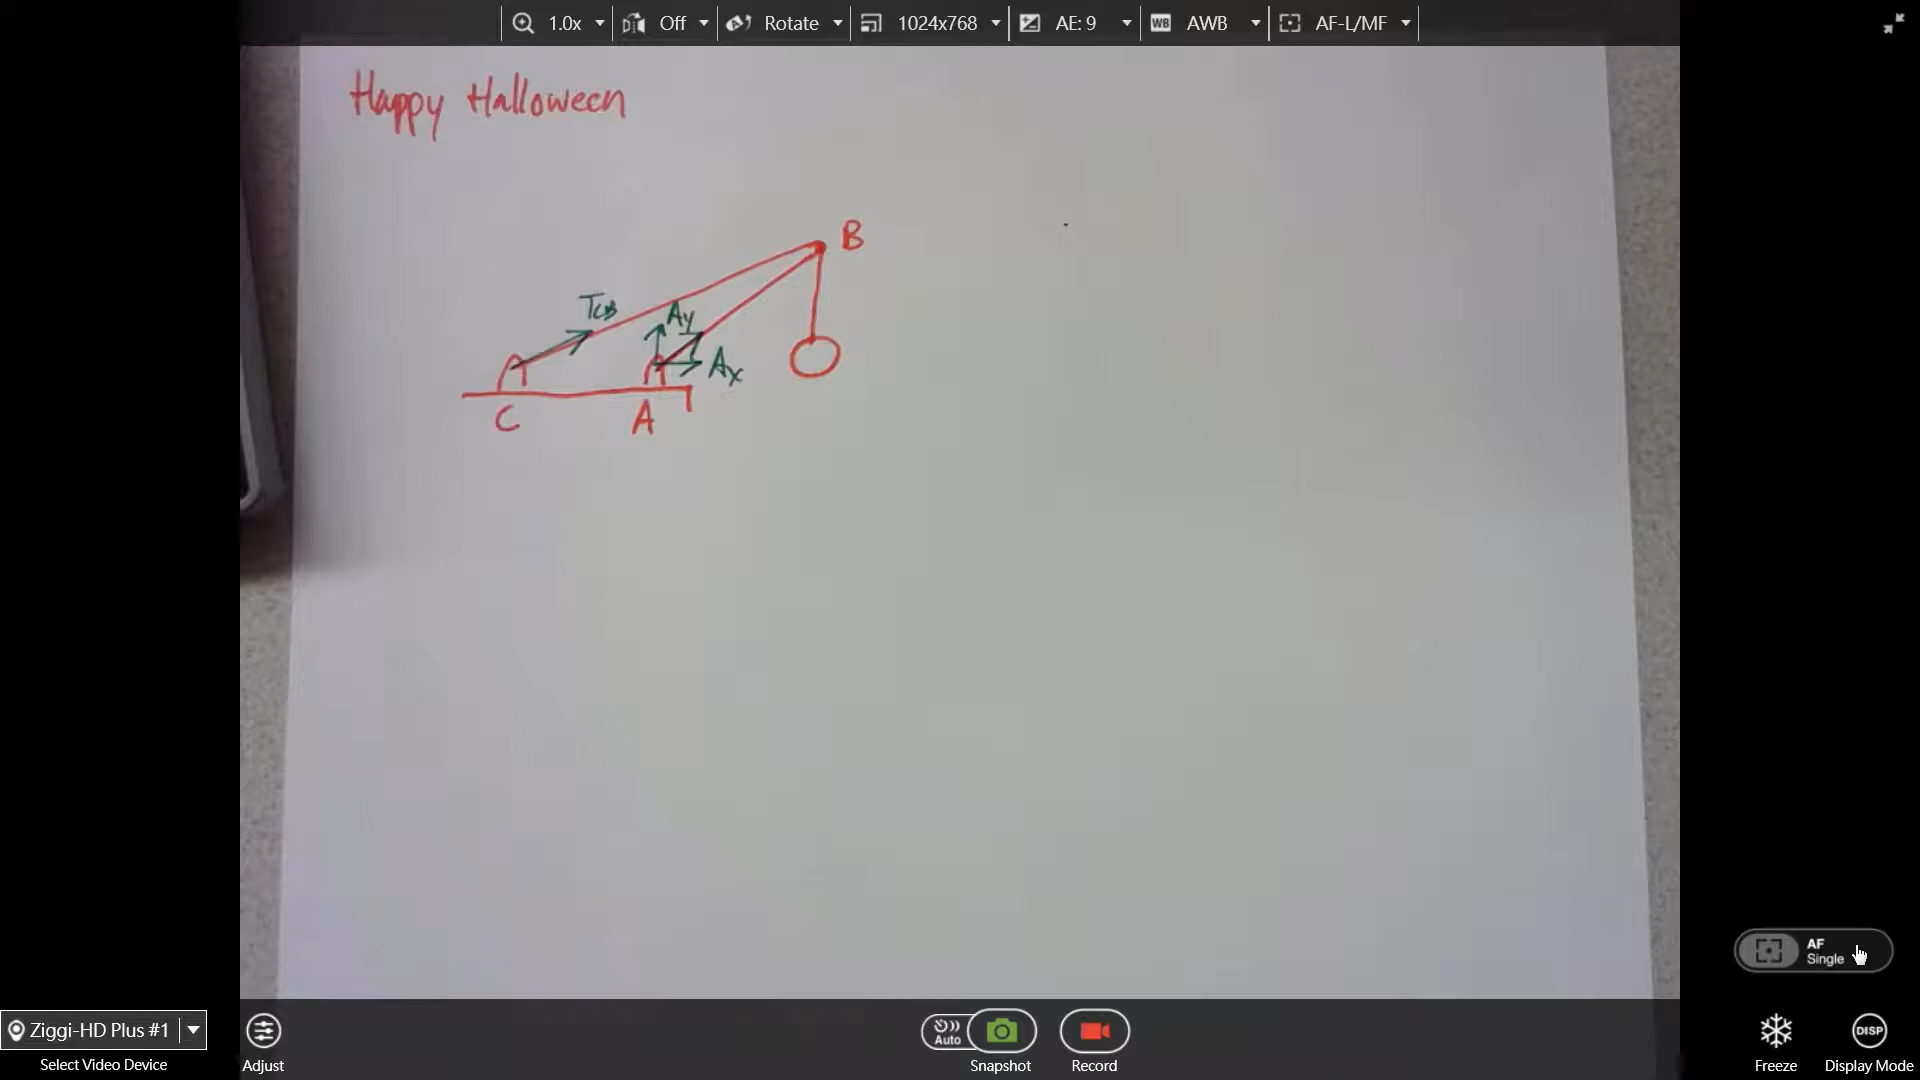 1.0x Off Rotate 1024x768 AE: 9 WB AWB AF-L/MF
Happy Halloween
B
TCB
Ay
Ax
C A
AF
Single
Ziggi-HD Plus #1
Auto
DISP
Select Video Device Adjust Snapshot Record Freeze Display Mode